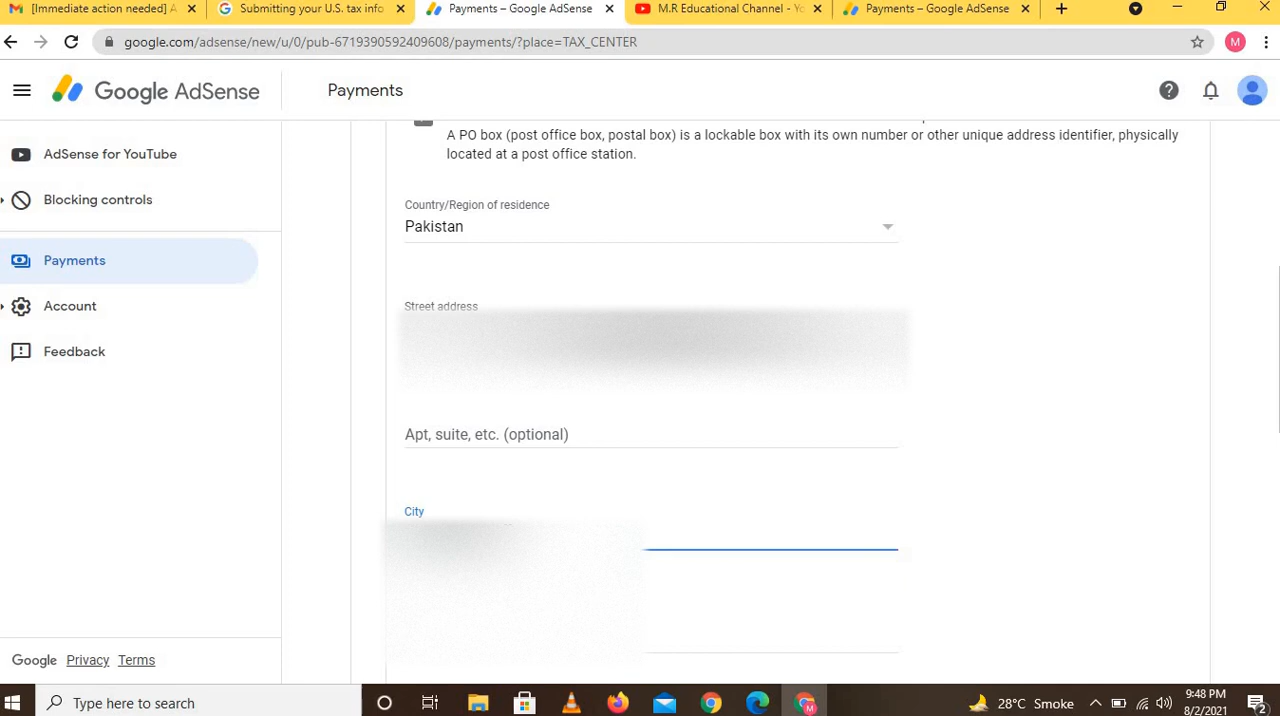 [Immediate action needed] A
Submitting your U.S. tax info
Payments – Google AdSense
M.R Educational Channel - Yo
Payments – Google AdSense
google.com/adsense/new/u/0/pub-6719390592409608/payments/?place=TAX_CENTER
M
Google AdSense
Payments
AdSense for YouTube
Blocking controls
Payments
Account
Feedback
A PO box (post office box, postal box) is a lockable box with its own number or other unique address identifier, physically
located at a post office station.
Country/Region of residence
Pakistan
Street address
Apt, suite, etc. (optional)
City
Google Privacy Terms
Type here to search
28°C Smoke
9:48 PM
8/2/2021
2